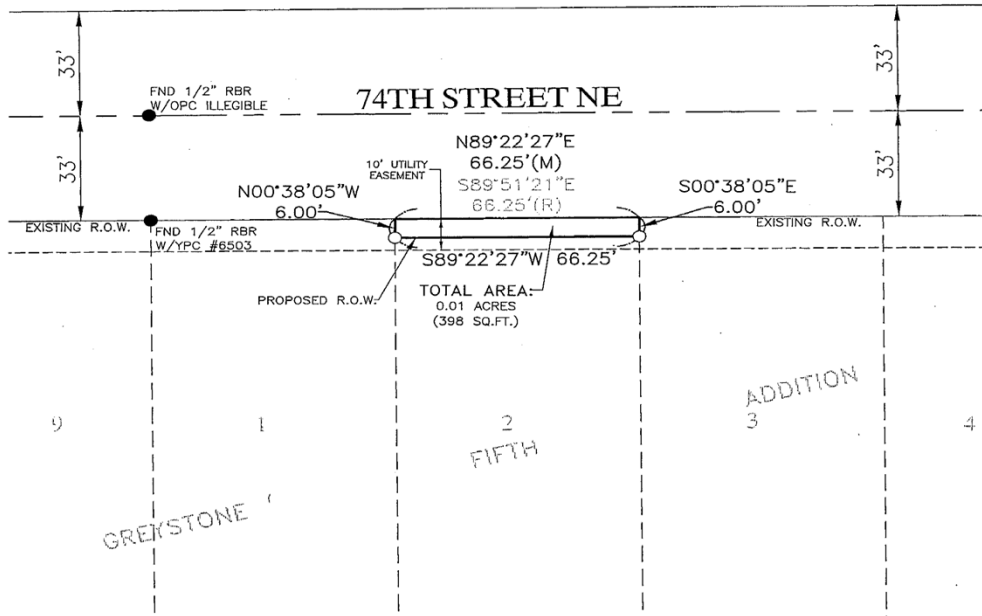 33'
33'
FND 1/2" RBR
W/OPC ILLEGIBLE
74TH STREET NE
33'
33'
N89°22'27"E
66.25'(M)
S89°51'21"E
66.25'(R)
10' UTILITY
EASEMENT
N00°38'05"W
6.00'
S00°38'05"E
6.00'
EXISTING R.O.W.
FND 1/2" RBR
W/YPC #6503
EXISTING R.O.W.
S89°22'27"W 66.25'
PROPOSED R.O.W.
TOTAL AREA:
0.01 ACRES
(398 SQ.FT.)
9
1
2
3
4
GREYSTONE
FIFTH
ADDITION